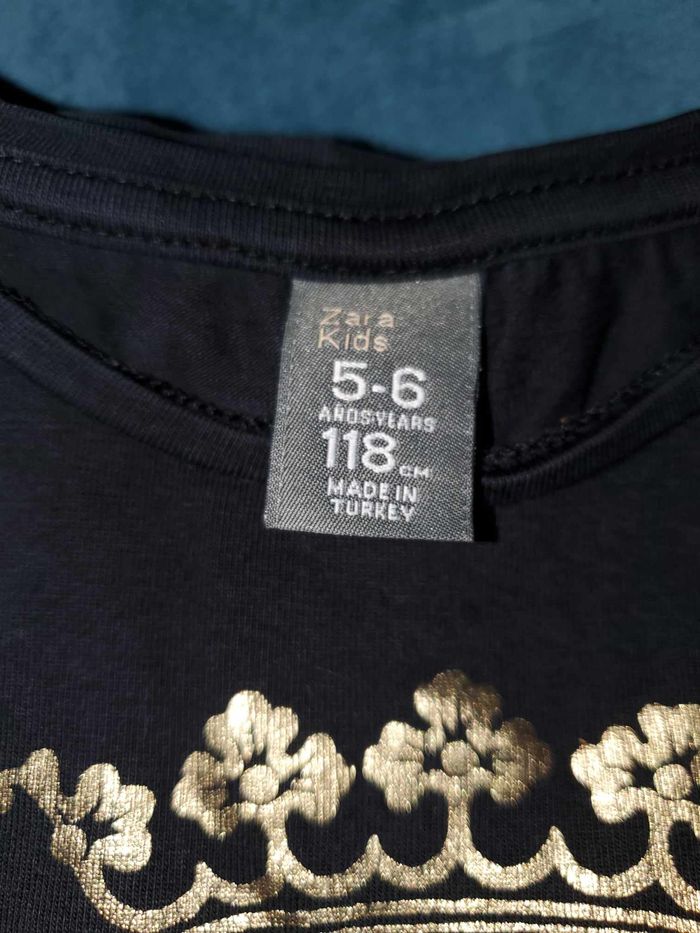 Zara
Kids
5-6
AÑOS:YEARS
118 CM
MADE IN
TURKEY